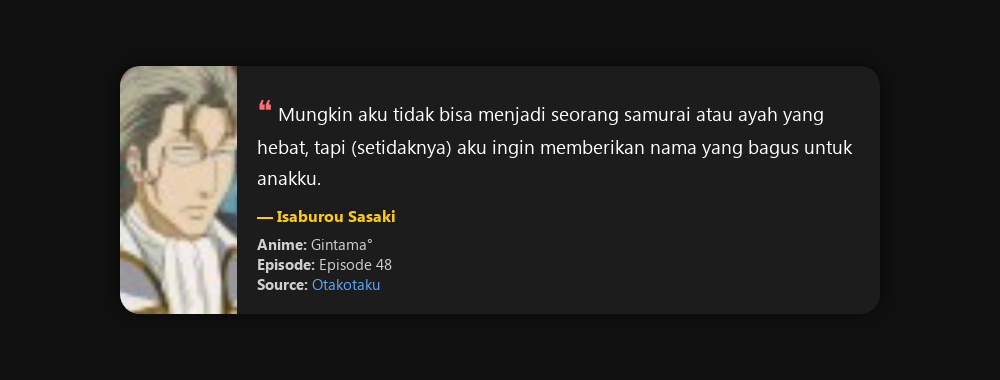 ❝ Mungkin aku tidak bisa menjadi seorang samurai atau ayah yang
hebat, tapi (setidaknya) aku ingin memberikan nama yang bagus untuk
anakku.
— Isaburou Sasaki
Anime: Gintama°
Episode: Episode 48
Source: Otakotaku